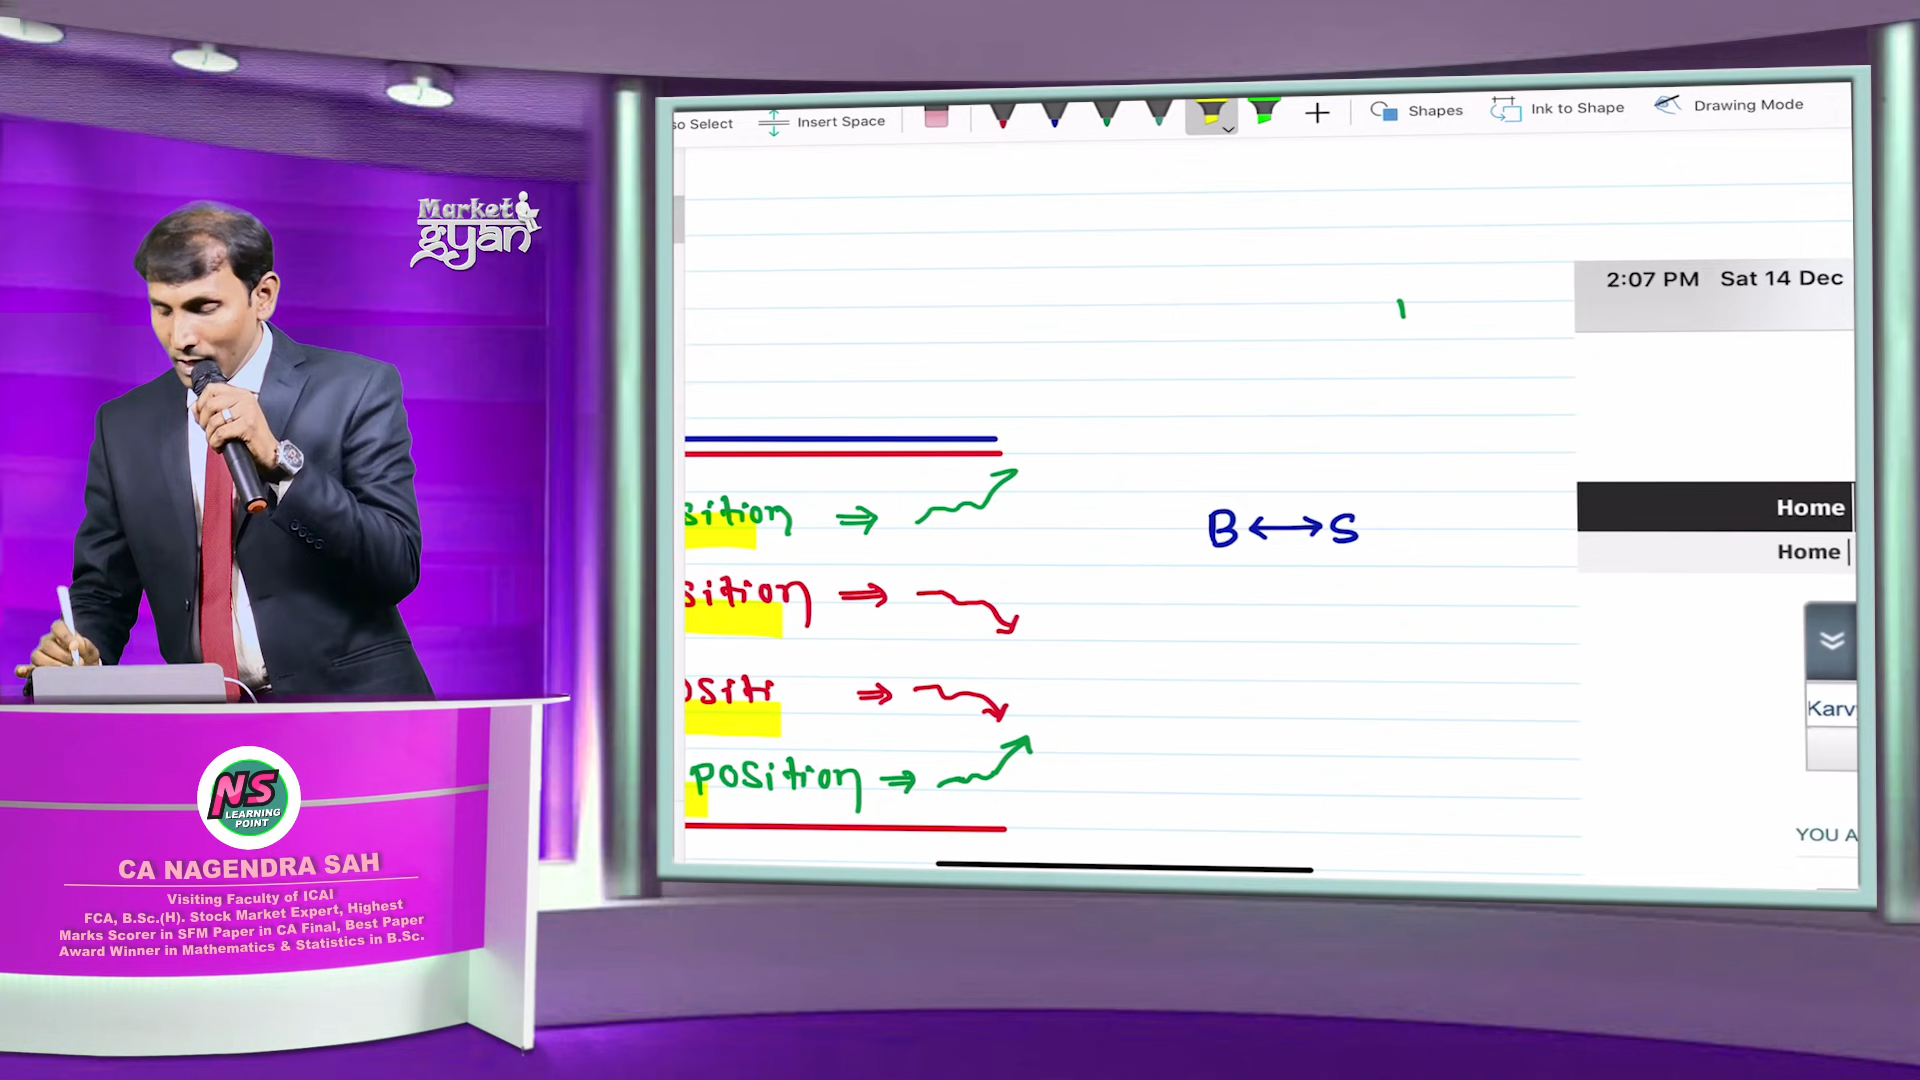 Market
gyan
so Select Insert Space Shapes Ink to Shape Drawing Mode
2:07 PM Sat 14 Dec
sition ⇒
B ↔ S
Home
Home |
sition ⇒
ositi ⇒
Karv
position ⇒
YOU A
NS
LEARNING
POINT
CA NAGENDRA SAH
Visiting Faculty of ICAI
FCA, B.Sc.(H). Stock Market Expert, Highest
Marks Scorer in SFM Paper in CA Final, Best Paper
Award Winner in Mathematics & Statistics in B.Sc.